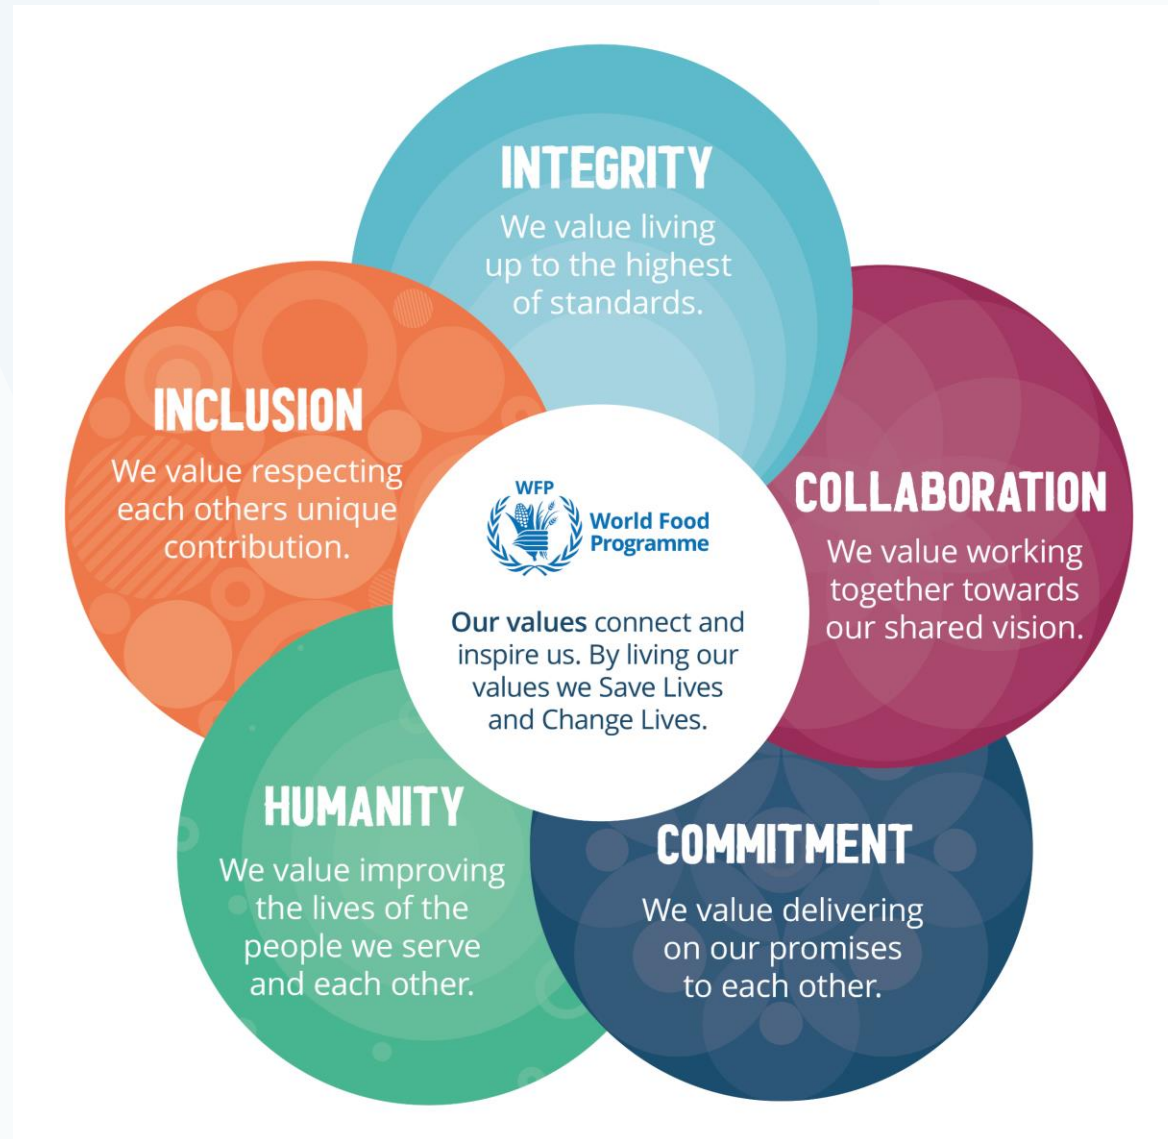 INTEGRITY
We value living
up to the highest
of standards.
INCLUSION
We value respecting
each others unique
contribution.
COLLABORATION
We value working
together towards
our shared vision.
WFP
World Food
Programme
Our values connect and
inspire us. By living our
values we Save Lives
and Change Lives.
HUMANITY
We value improving
the lives of the
people we serve
and each other.
COMMITMENT
We value delivering
on our promises
to each other.